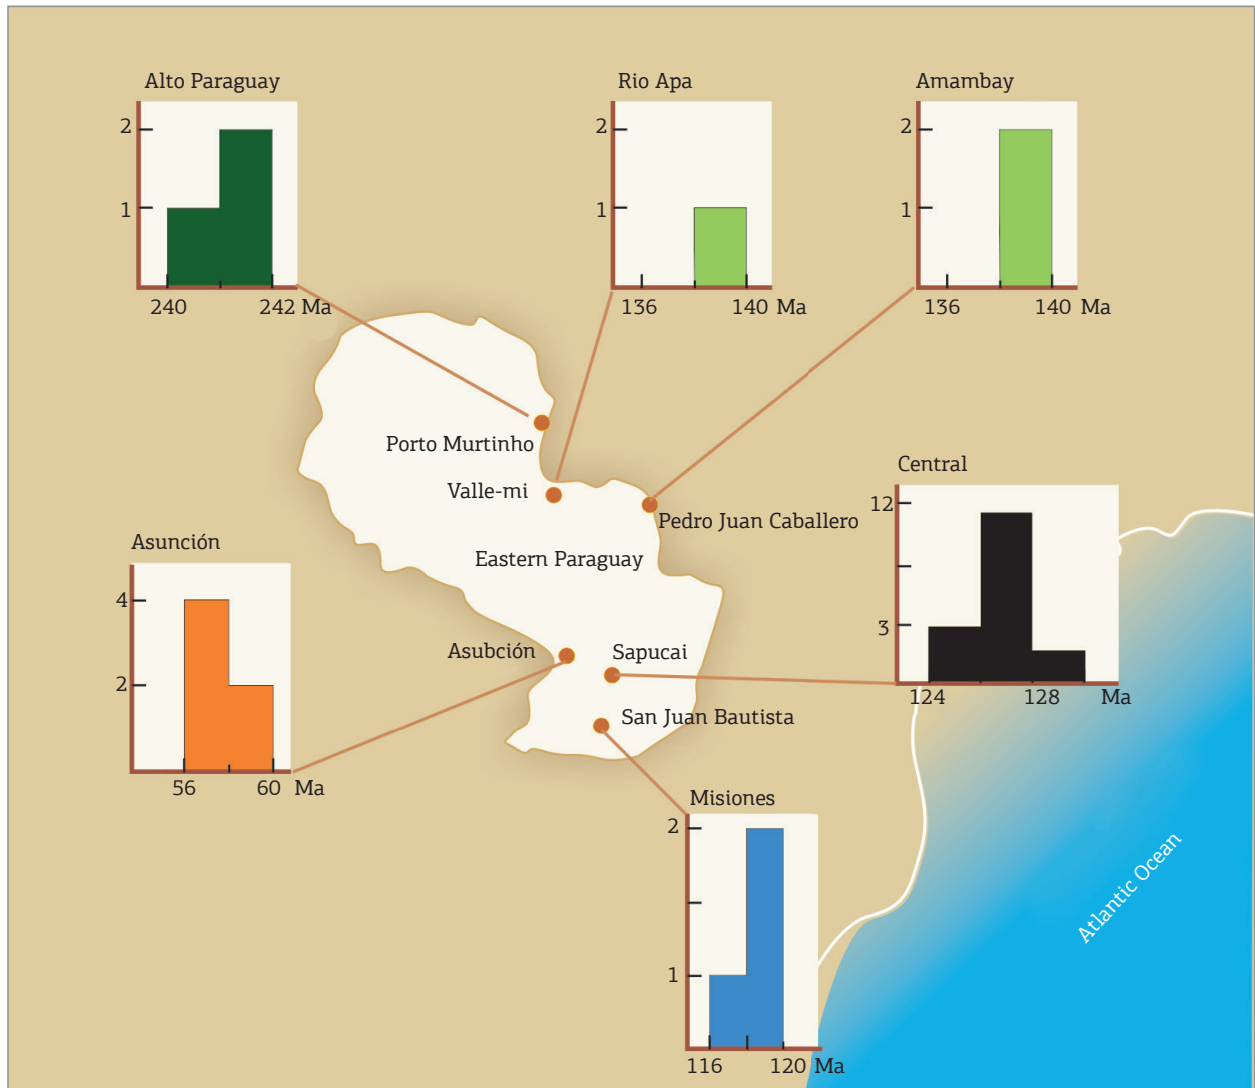 Alto Paraguay
2
1
240
242 Ma
Rio Apa
2
1
136
140 Ma
Amambay
2
1
136
140 Ma
Porto Murtinho
Valle-mi
Pedro Juan Caballero
Eastern Paraguay
Central
12
3
124
128
Ma
Asunción
4
2
56
60 Ma
Asubción
Sapucai
San Juan Bautista
Misiones
2
1
116
120 Ma
Atlantic Ocean